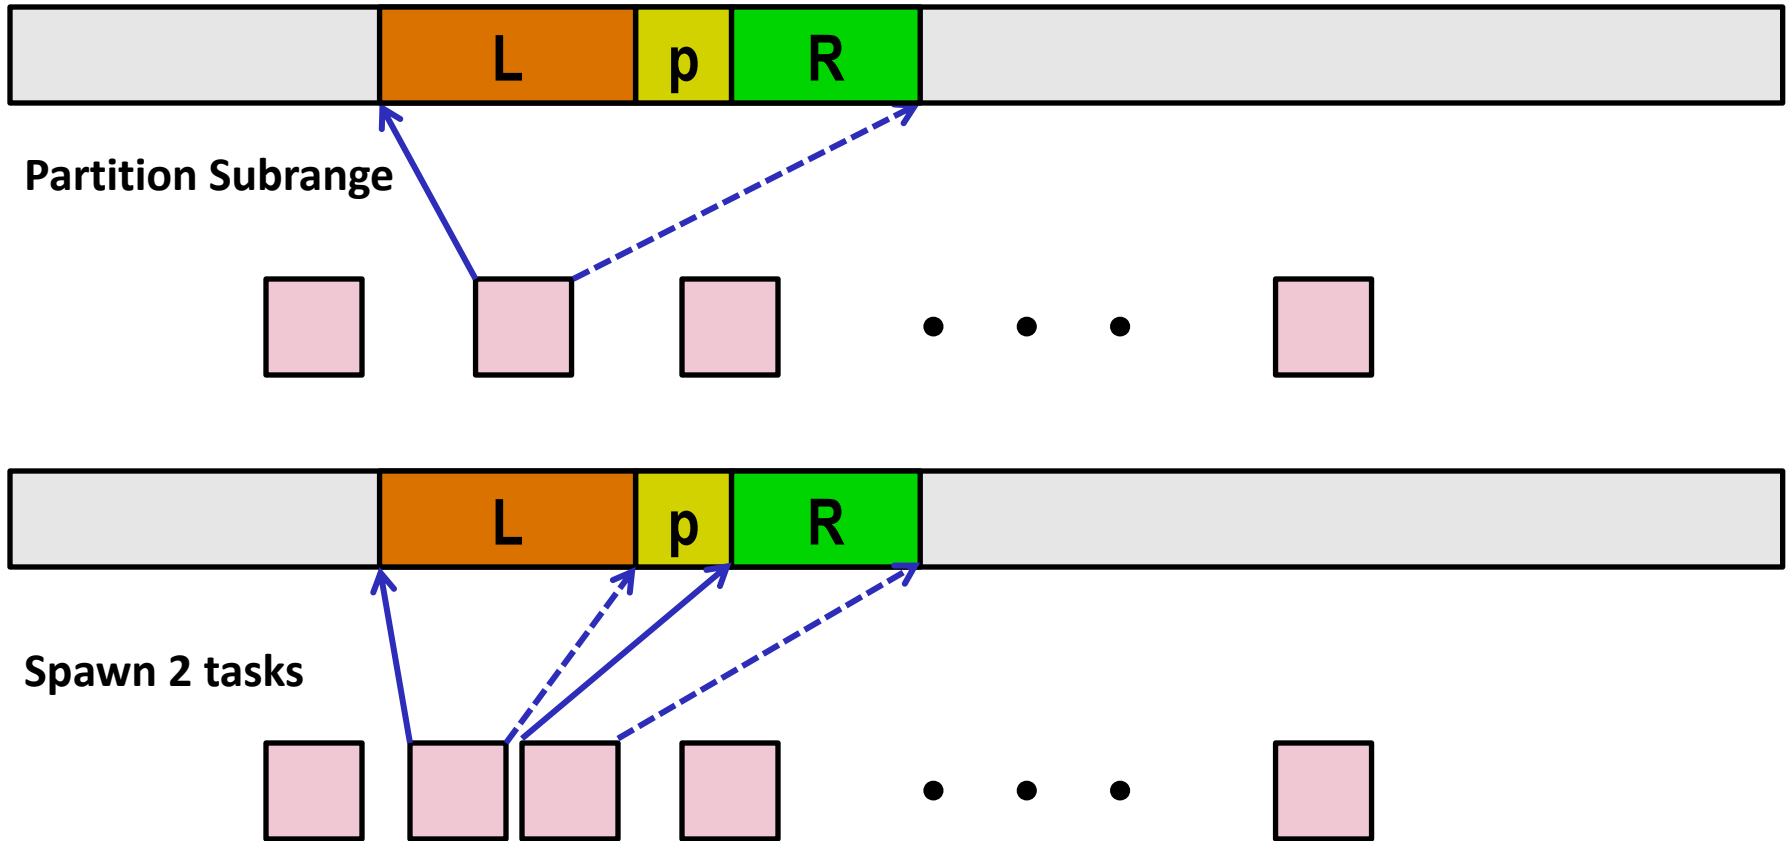 L p R
Partition Subrange
• • •
L p R
Spawn 2 tasks
• • •